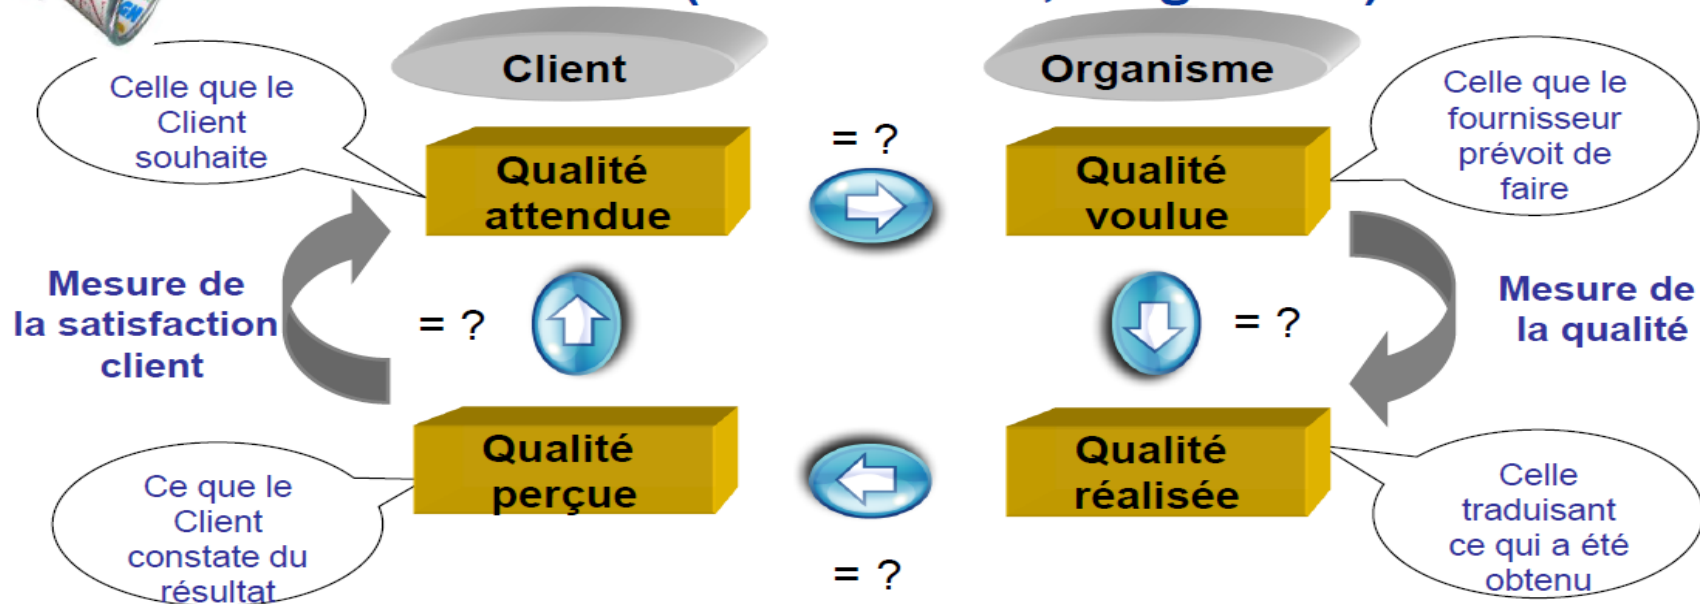 Client
Organisme
Celle que le
Client
souhaite
Qualité
attendue
= ?
Qualité
voulue
Celle que le
fournisseur
prévoit de
faire
Mesure de
la satisfaction
client
= ?
= ?
Mesure de
la qualité
Qualité
perçue
Qualité
réalisée
Ce que le
Client
constate du
résultat
= ?
Celle
traduisant
ce qui a été
obtenu